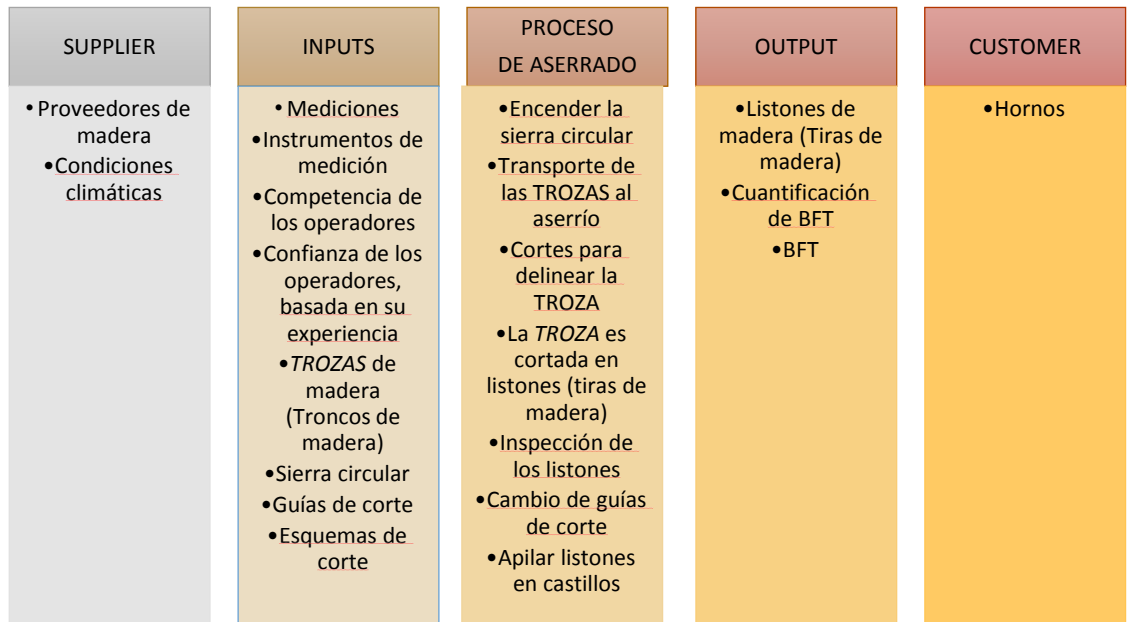 SUPPLIER
• Proveedores de
madera
•Condiciones
climáticas
INPUTS
• Mediciones
•Instrumentos de
medición
•Competencia de
los operadores
•Confianza de los
operadores,
basada en su
experiencia
•TROZAS de
madera
(Troncos de
madera)
•Sierra circular
•Guías de corte
•Esquemas de
corte
PROCESO
DE ASERRADO
•Encender la
sierra circular
•Transporte de
las TROZAS al
aserrío
•Cortes para
delinear la
TROZA
•La TROZA es
cortada en
listones (tiras de
madera)
•Inspección de
los listones
•Cambio de guías
de corte
•Apilar listones
en castillos
OUTPUT
•Listones de
madera (Tiras de
madera)
•Cuantificación
de BFT
•BFT
CUSTOMER
•Hornos